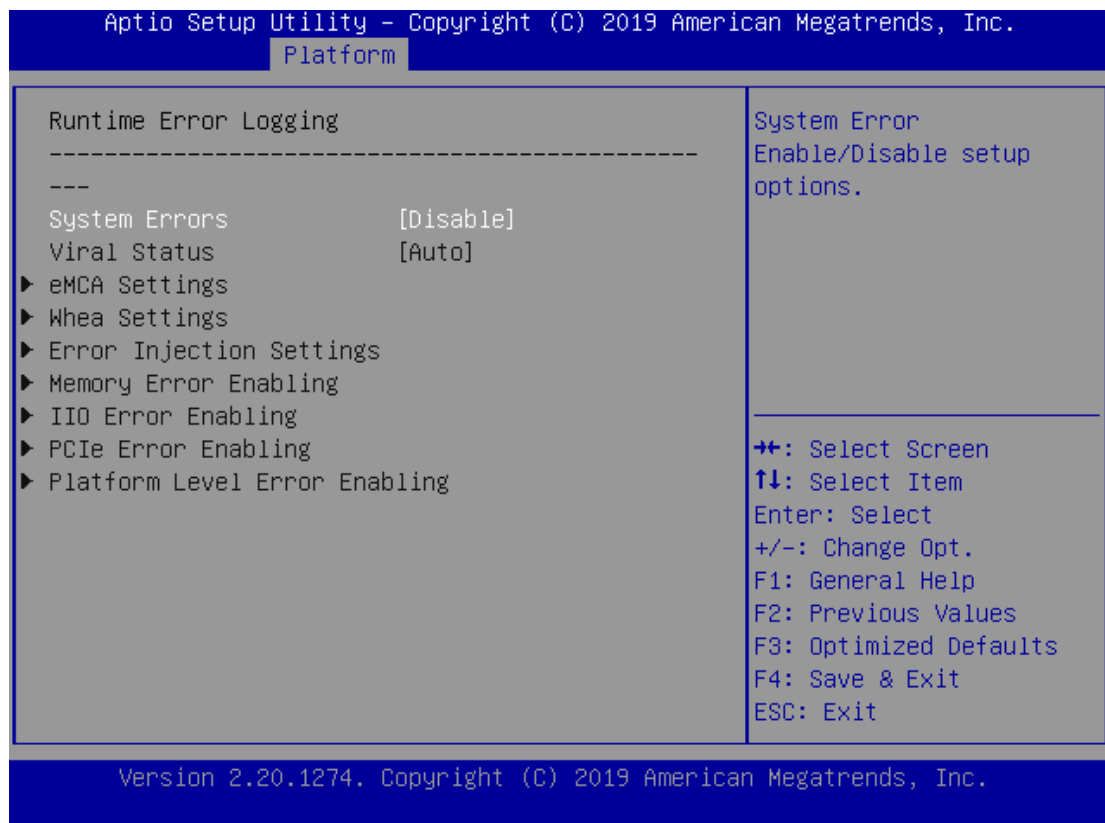 Aptio Setup Utility – Copyright (C) 2019 American Megatrends, Inc.
Platform
Runtime Error Logging
-----------------------------------------------
---
System Errors [Disable]
Viral Status [Auto]
▶ eMCA Settings
▶ Whea Settings
▶ Error Injection Settings
▶ Memory Error Enabling
▶ IIO Error Enabling
▶ PCIe Error Enabling
▶ Platform Level Error Enabling
System Error
Enable/Disable setup
options.
→←: Select Screen
↑↓: Select Item
Enter: Select
+/-: Change Opt.
F1: General Help
F2: Previous Values
F3: Optimized Defaults
F4: Save & Exit
ESC: Exit
Version 2.20.1274. Copyright (C) 2019 American Megatrends, Inc.